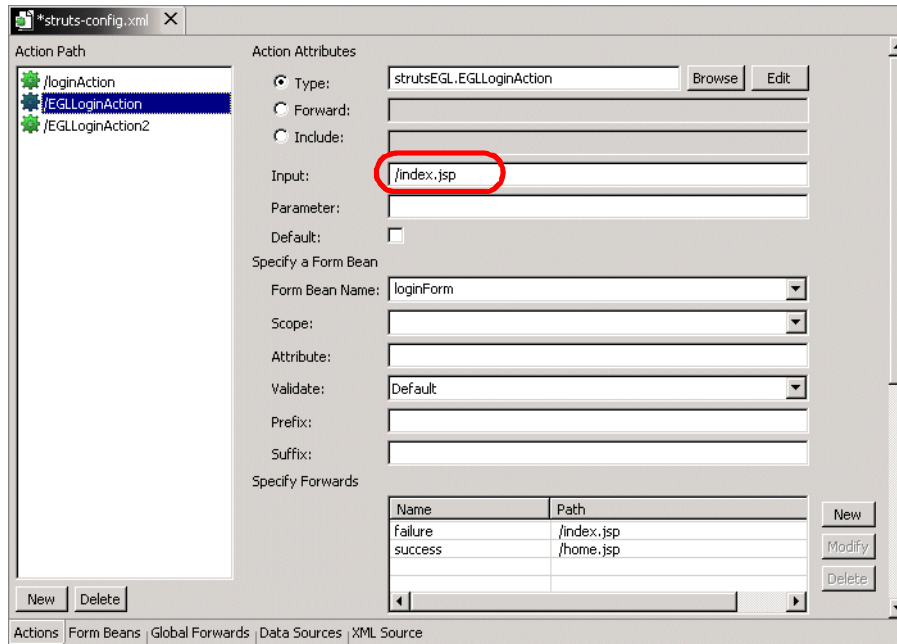 *struts-config.xml X
Action Path
/loginAction
/EGLLoginAction
/EGLLoginAction2
New Delete
Action Attributes
Type: strutsEGL.EGLLoginAction Browse Edit
Forward:
Include:
Input: /index.jsp
Parameter:
Default:
Specify a Form Bean
Form Bean Name: loginForm
Scope:
Attribute:
Validate: Default
Prefix:
Suffix:
Specify Forwards
Name Path
failure /index.jsp
success /home.jsp
New
Modify
Delete
Actions Form Beans Global Forwards Data Sources XML Source